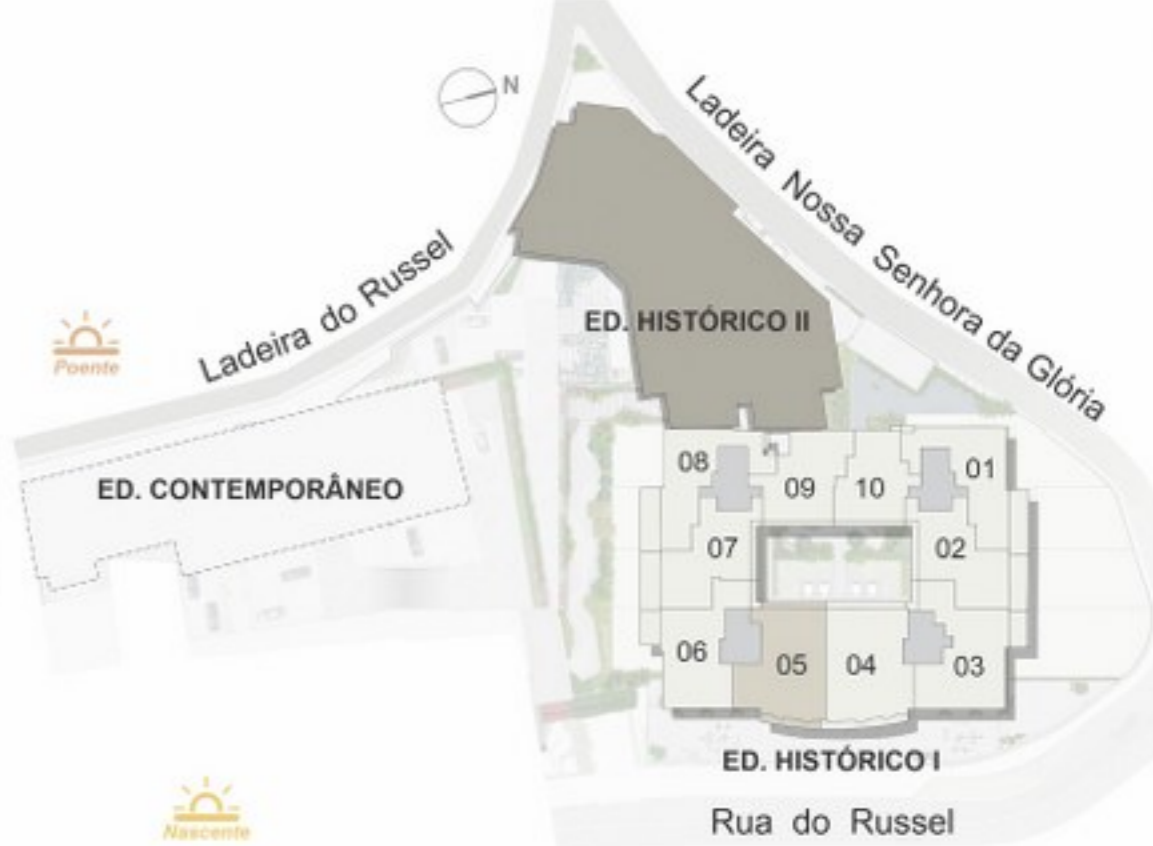 N
Ladeira Nossa Senhora da Glória
Ladeira do Russel
Poente
ED. HISTÓRICO II
ED. CONTEMPORÂNEO
08
09
10
01
07
02
06
05
04
03
ED. HISTÓRICO I
Nascente
Rua do Russel